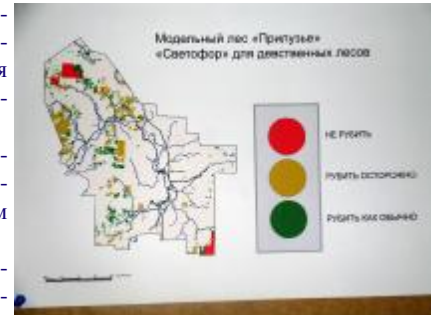 Модельный лес «Прилузье»
«Светофор» для девственных лесов
НЕ РУБИТЬ
РУБИТЬ ОСТОРОЖНО
РУБИТЬ КАК ОБЫЧНО